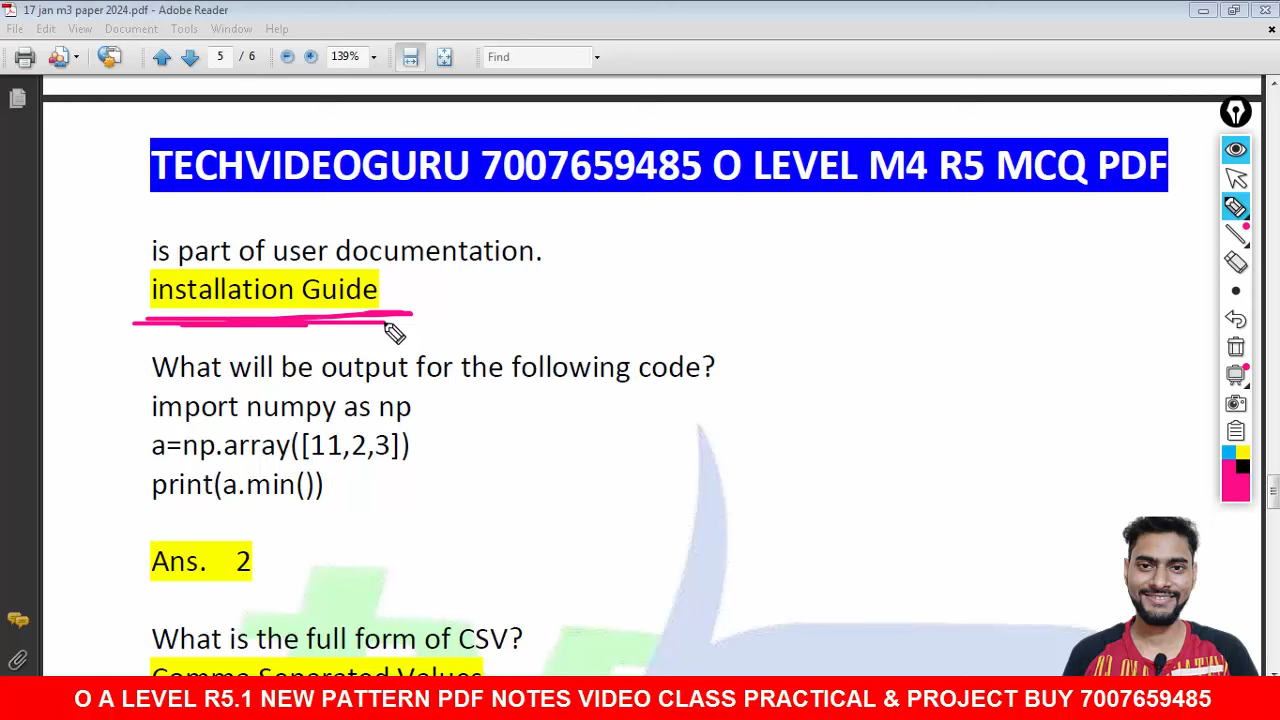 17 jan m3 paper 2024.pdf - Adobe Reader
File Edit View Document Tools Window Help
5 / 6 139% Find
TECHVIDEOGURU 7007659485 O LEVEL M4 R5 MCQ PDF
is part of user documentation.
installation Guide
What will be output for the following code?
import numpy as np
a=np.array([11,2,3])
print(a.min())
Ans. 2
What is the full form of CSV?
Comma Separated Values
O A LEVEL R5.1 NEW PATTERN PDF NOTES VIDEO CLASS PRACTICAL & PROJECT BUY 7007659485